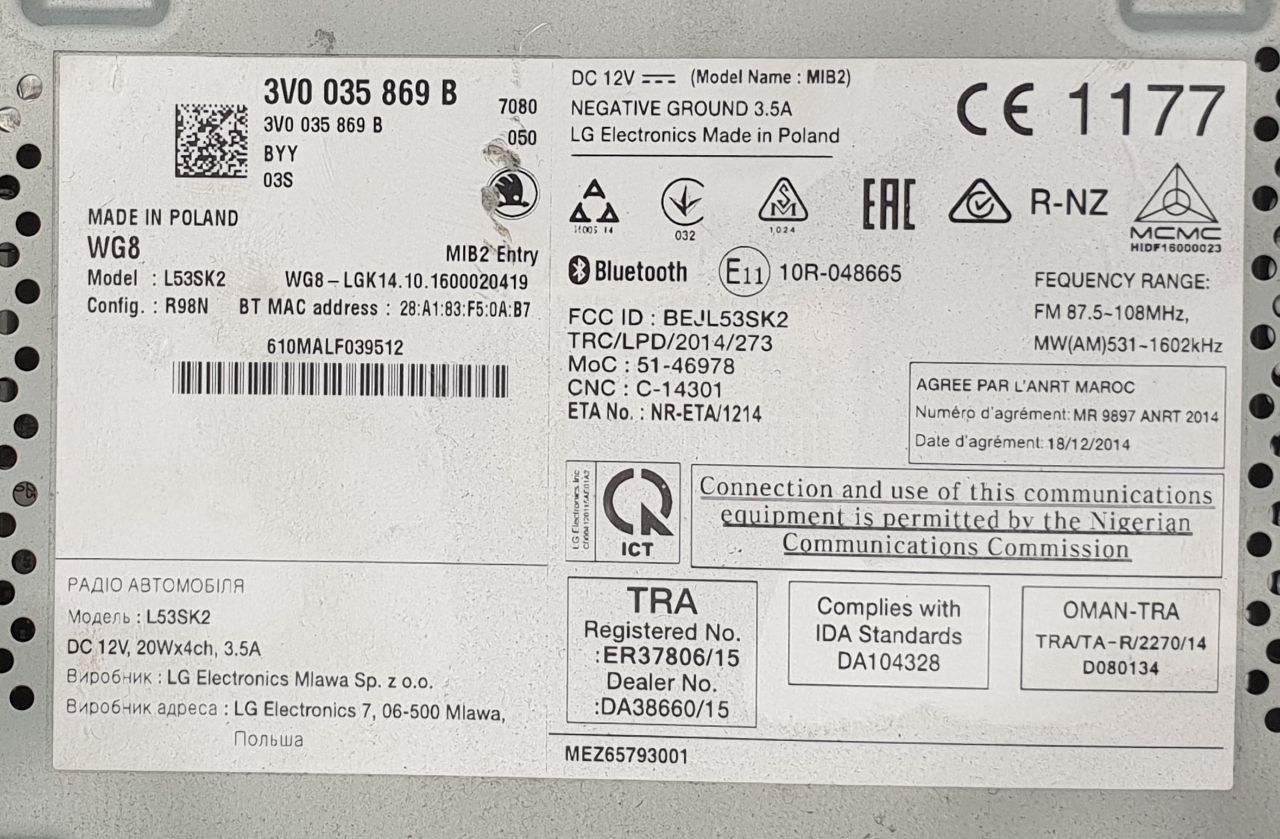 3V0 035 869 B
3V0 035 869 B
BYY
03S
7080
050
MADE IN POLAND
WG8
MIB2 Entry
Model : L53SK2
WG8-LGK14.10.1600020419
Config. : R98N
BT MAC address : 28:A1:83:F5:0A:B7
610MALF039512
РАДІО АВТОМОБІЛЯ
Модель : L53SK2
DC 12V, 20Wx4ch, 3.5A
Виробник : LG Electronics Mlawa Sp. z o.o.
Виробник адреса : LG Electronics 7, 06-500 Mlawa,
Польша
DC 12V (Model Name : MIB2)
NEGATIVE GROUND 3.5A
LG Electronics Made in Poland
CE 1177
032
1024
EAC
R-NZ
MCMC
HIDF16000023
Bluetooth
E11 10R-048665
FCC ID : BEJL53SK2
TRC/LPD/2014/273
MoC : 51-46978
CNC : C-14301
ETA No. : NR-ETA/1214
FEQUENCY RANGE:
FM 87.5~108MHz,
MW(AM)531~1602kHz
AGREE PAR L'ANRT MAROC
Numéro d'agrément: MR 9897 ANRT 2014
Date d'agrément: 18/12/2014
LG Electronics Inc
ICT
Connection and use of this communications
equipment is permitted by the Nigerian
Communications Commission
TRA
Registered No.
:ER37806/15
Dealer No.
:DA38660/15
Complies with
IDA Standards
DA104328
OMAN-TRA
TRA/TA-R/2270/14
D080134
MEZ65793001